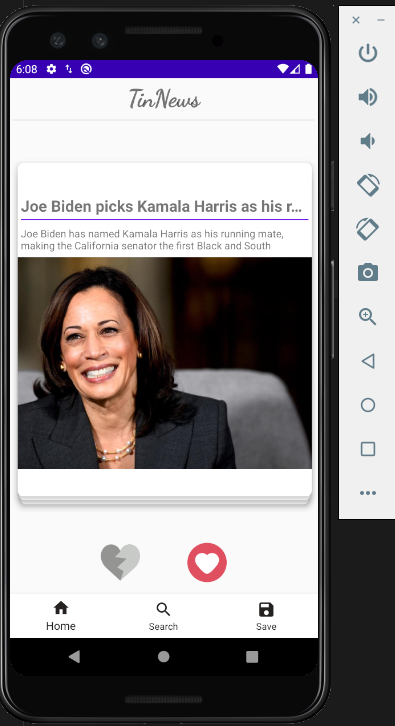 6:08
TinNews
Joe Biden picks Kamala Harris as his r...
Joe Biden has named Kamala Harris as his running mate,
making the California senator the first Black and South
Home
Search
Save